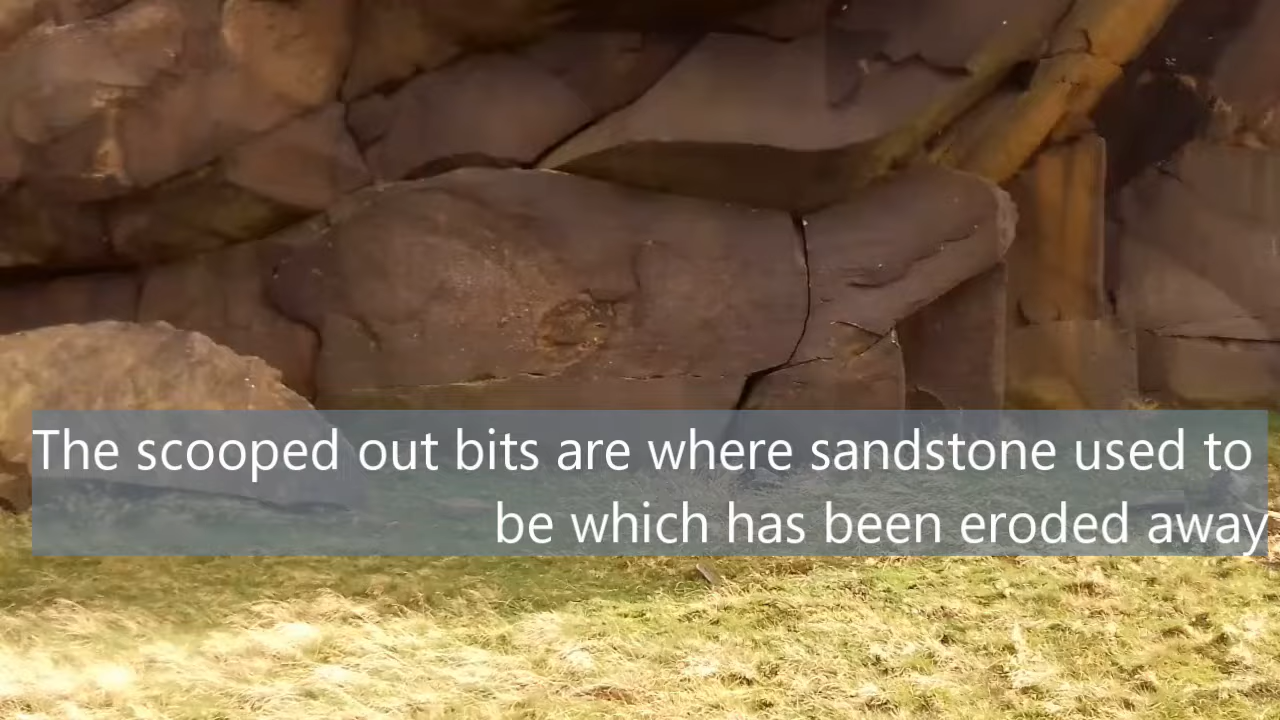 The scooped out bits are where sandstone used to
be which has been eroded away